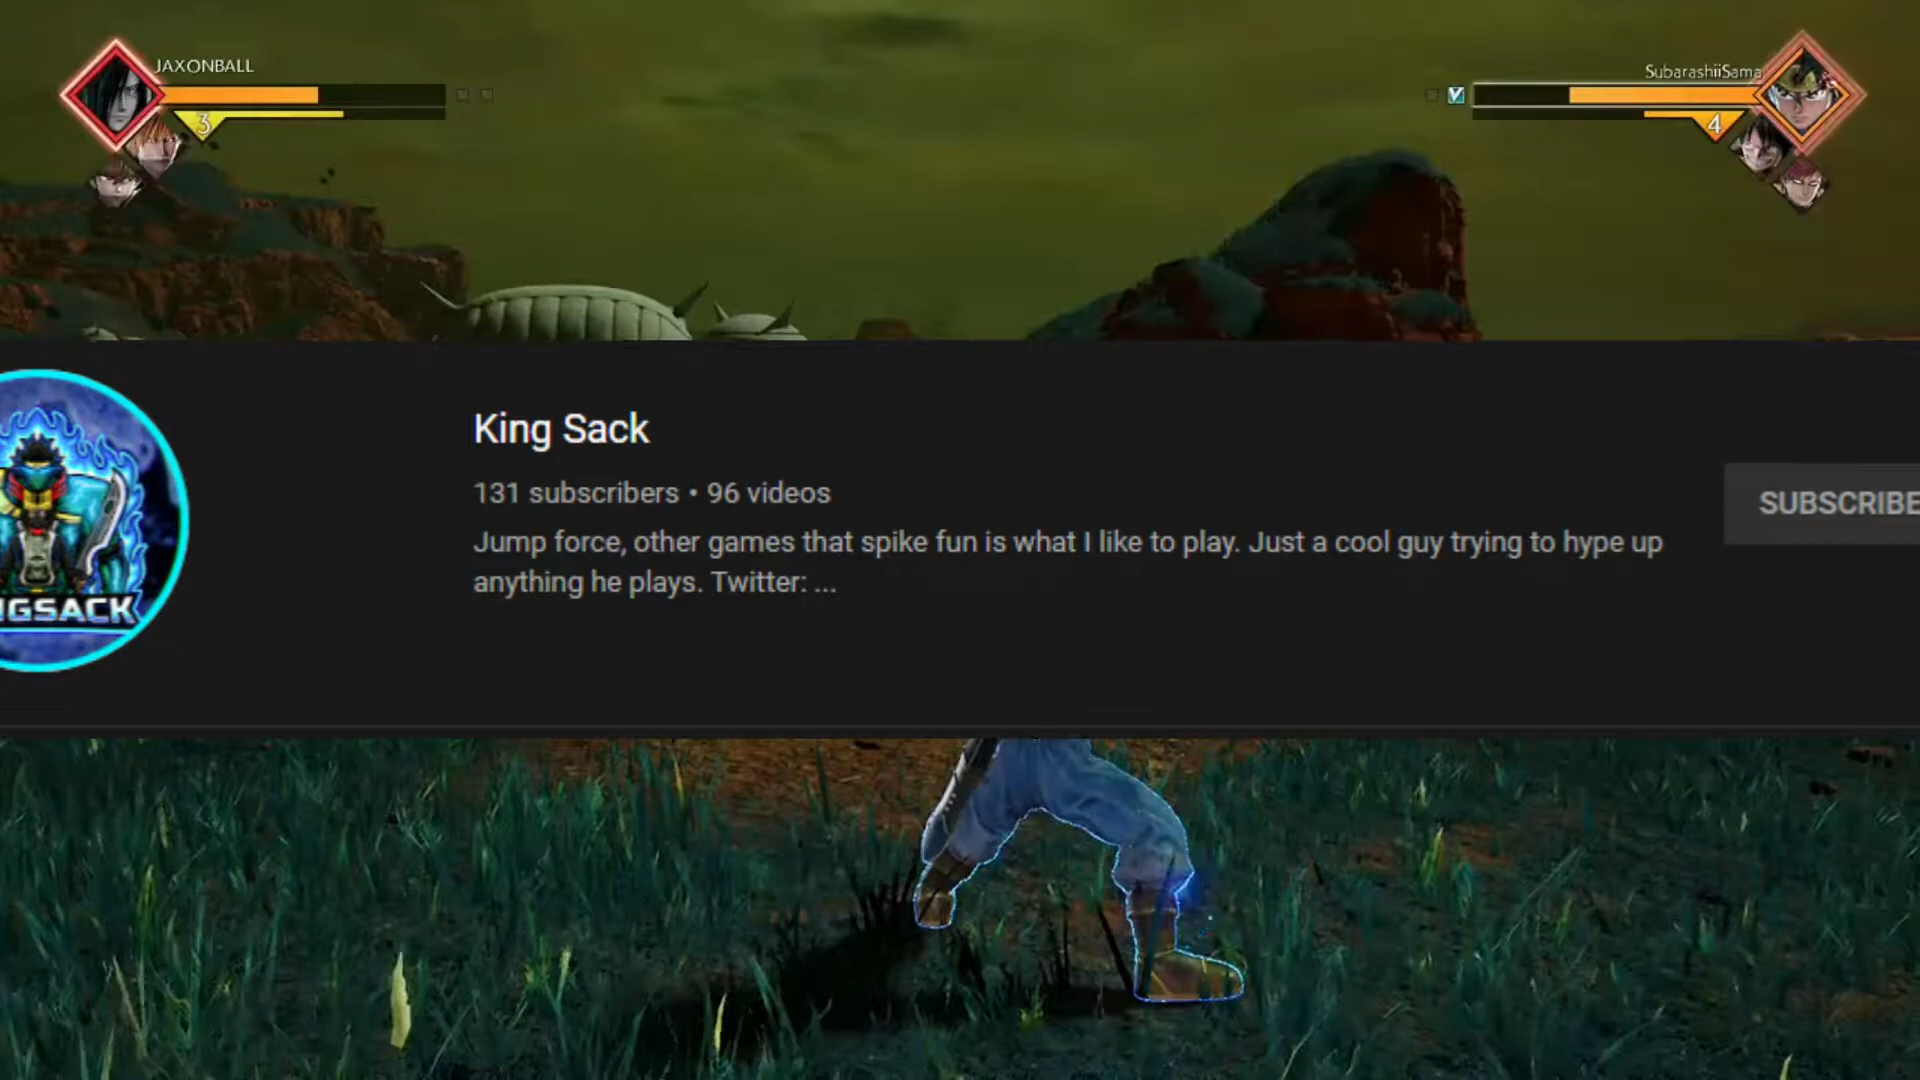 JAXONBALL
SubarashiiSama
3
4
King Sack
131 subscribers • 96 videos
Jump force, other games that spike fun is what I like to play. Just a cool guy trying to hype up
anything he plays. Twitter: ...
SUBSCRIBE
NGSACK